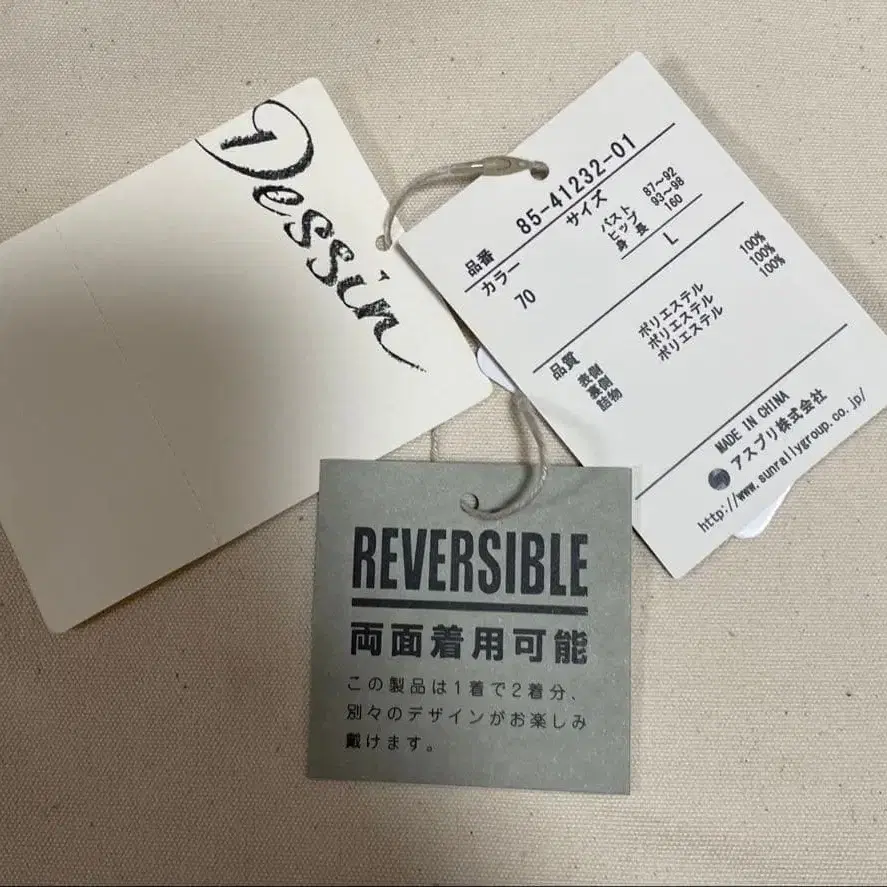 Dessin
品番 85-41232-01
カラー サイズ
70 バスト 87~92
ヒップ 93~98
身長 160
L
品質
表側 ポリエステル 100%
裏側 ポリエステル 100%
詰物 ポリエステル 100%
MADE IN CHINA
アスプリ株式会社
http://www.sunrallygroup.co.jp/
REVERSIBLE
両面着用可能
この製品は1着で2着分、
別々のデザインがお楽しみ
戴けます。